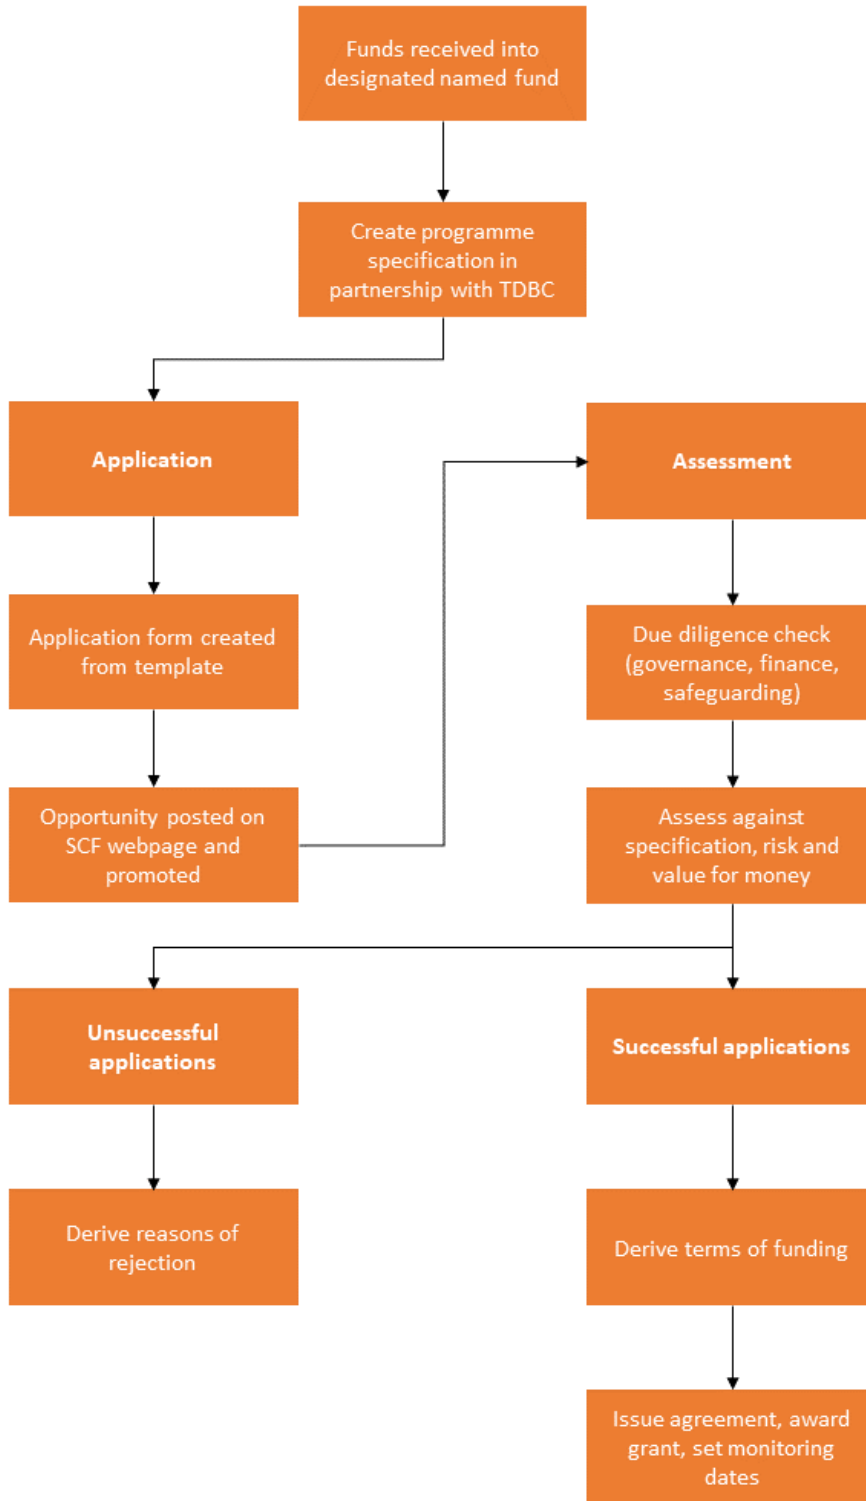 Funds received into
designated named fund
Create programme
specification in
partnership with TDBC
Application
Application form created
from template
Opportunity posted on
SCF webpage and
promoted
Assessment
Due diligence check
(governance, finance,
safeguarding)
Assess against
specification, risk and
value for money
Unsuccessful
applications
Derive reasons of
rejection
Successful applications
Derive terms of funding
Issue agreement, award
grant, set monitoring
dates